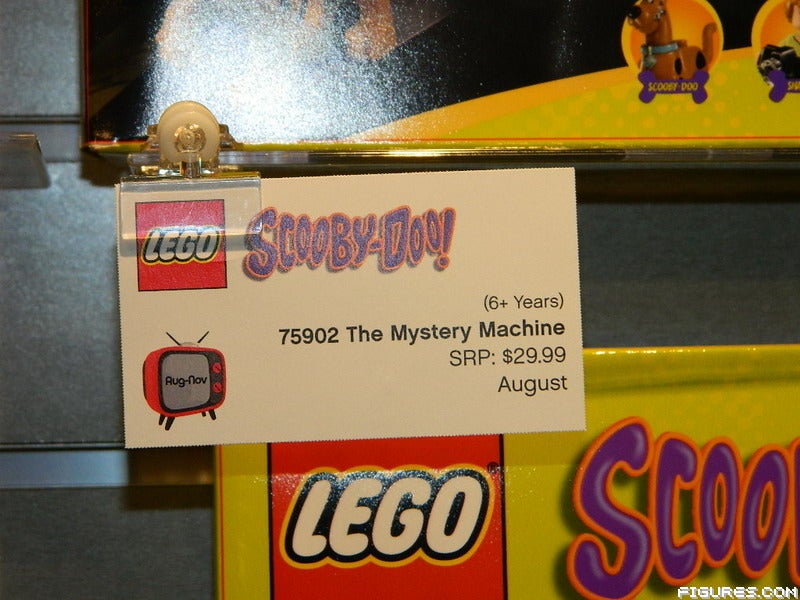 SCOOBY-DOO
LEGO
SCOOBY-DOO!
(6+ Years)
75902 The Mystery Machine
SRP: $29.99
August
Aug-Nov
LEGO
SCOO
FIGURES.COM